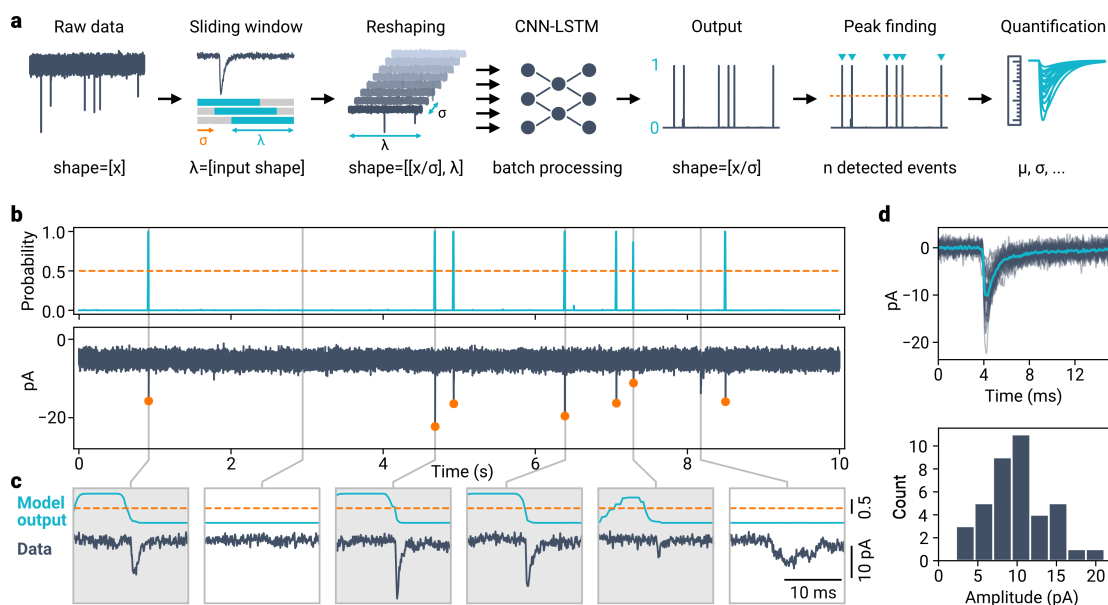 a
Raw data
Sliding window
Reshaping
CNN-LSTM
Output
Peak finding
Quantification
σ
λ
σ
λ
1
0
shape=[x]
λ=[input shape]
shape=[[x/σ], λ]
batch processing
shape=[x/σ]
n detected events
μ, σ, ...
b
Probability
1.0
0.5
0.0
pA
0
−20
0
2
4
6
8
10
Time (s)
c
Model
output
Data
0.5
10 pA
10 ms
d
pA
0
−10
−20
0
4
8
12
Time (ms)
Count
10
8
6
4
2
0
0
5
10
15
20
Amplitude (pA)